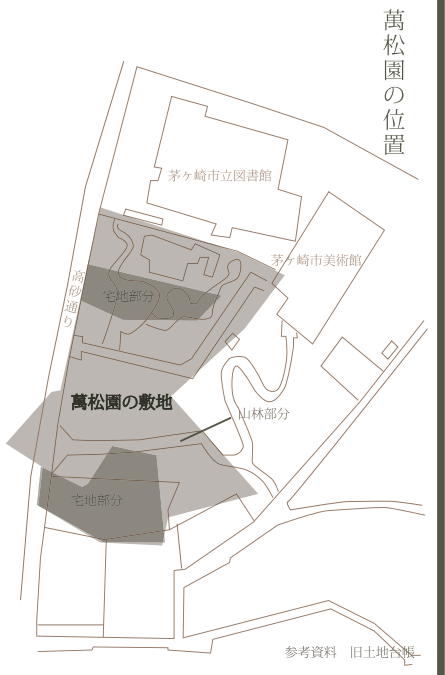 萬松園の位置
茅ヶ崎市立図書館
茅ヶ崎市美術館
高砂通り
宅地部分
萬松園の敷地
山林部分
宅地部分
参考資料　旧土地台帳